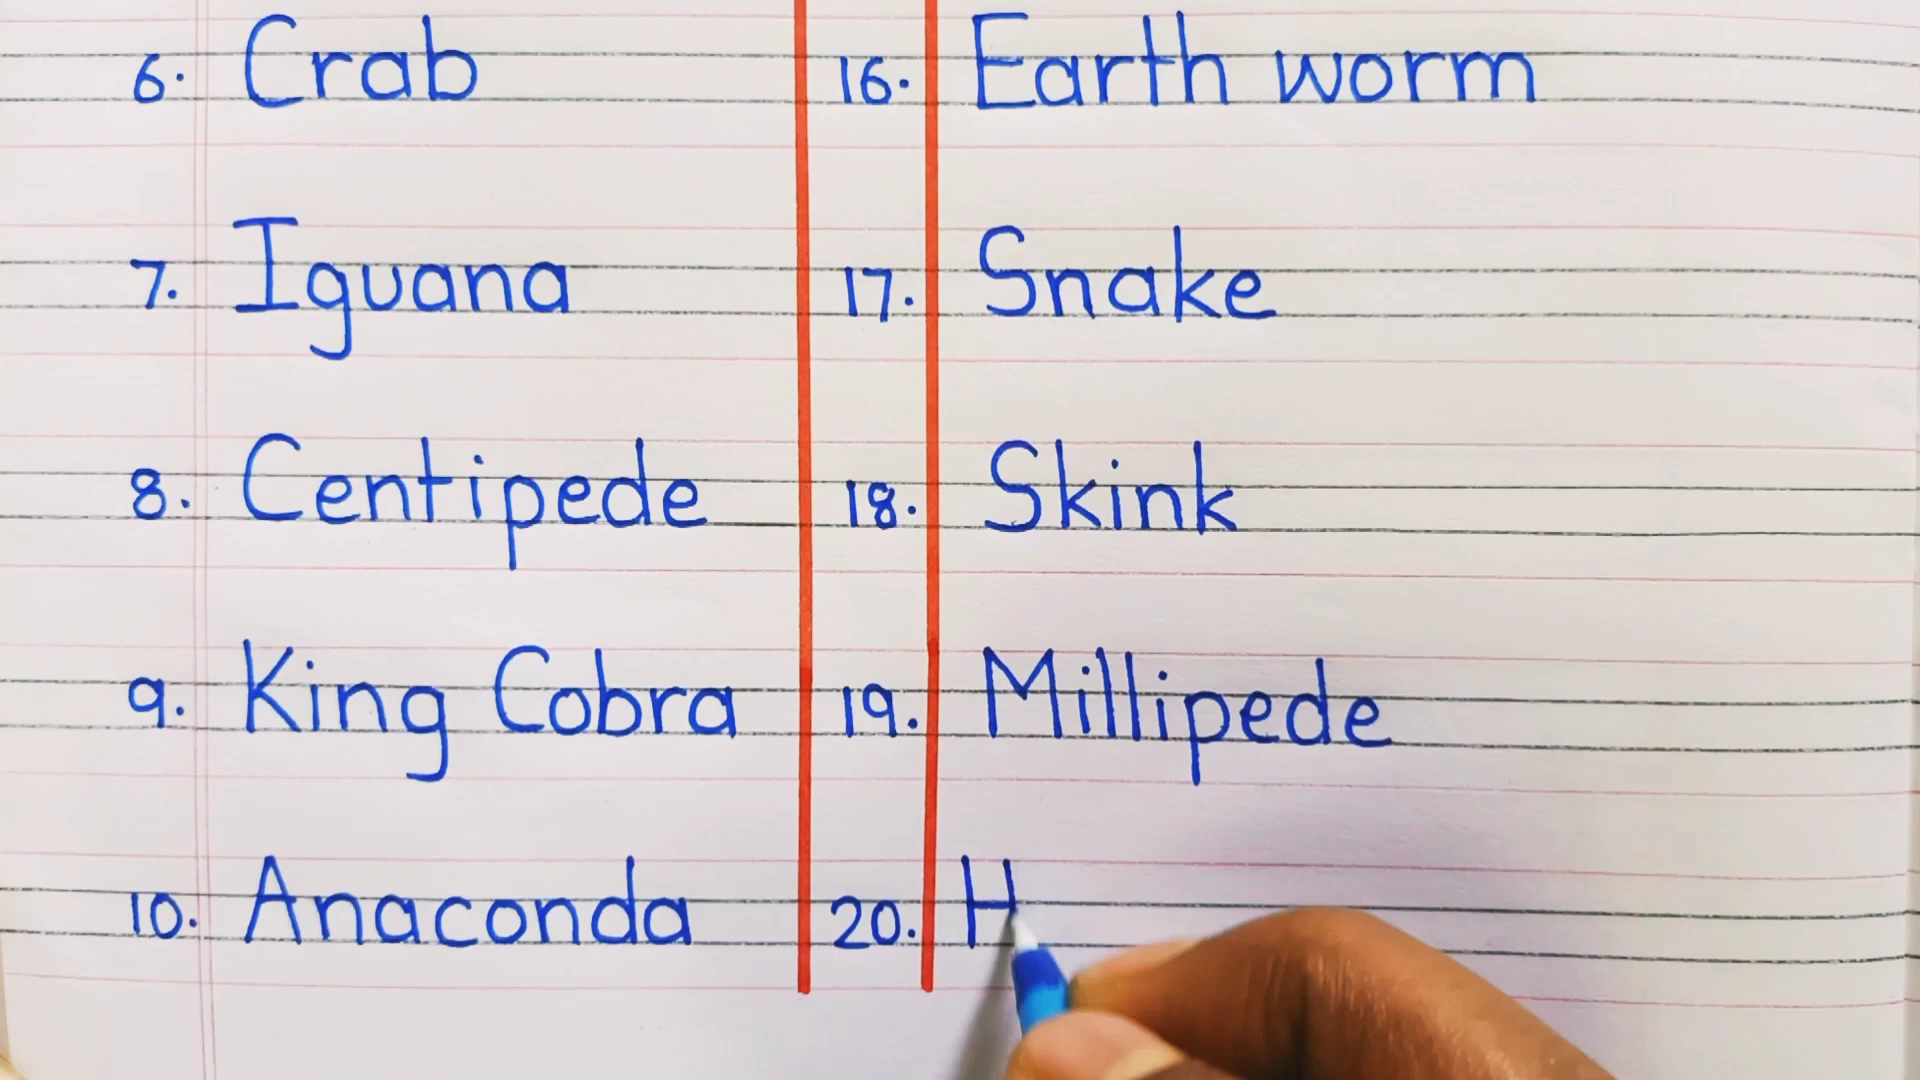 6. Crab
7. Iguana
8. Centipede
9. King Cobra
10. Anaconda
16. Earth worm
17. Snake
18. Skink
19. Millipede
20. H